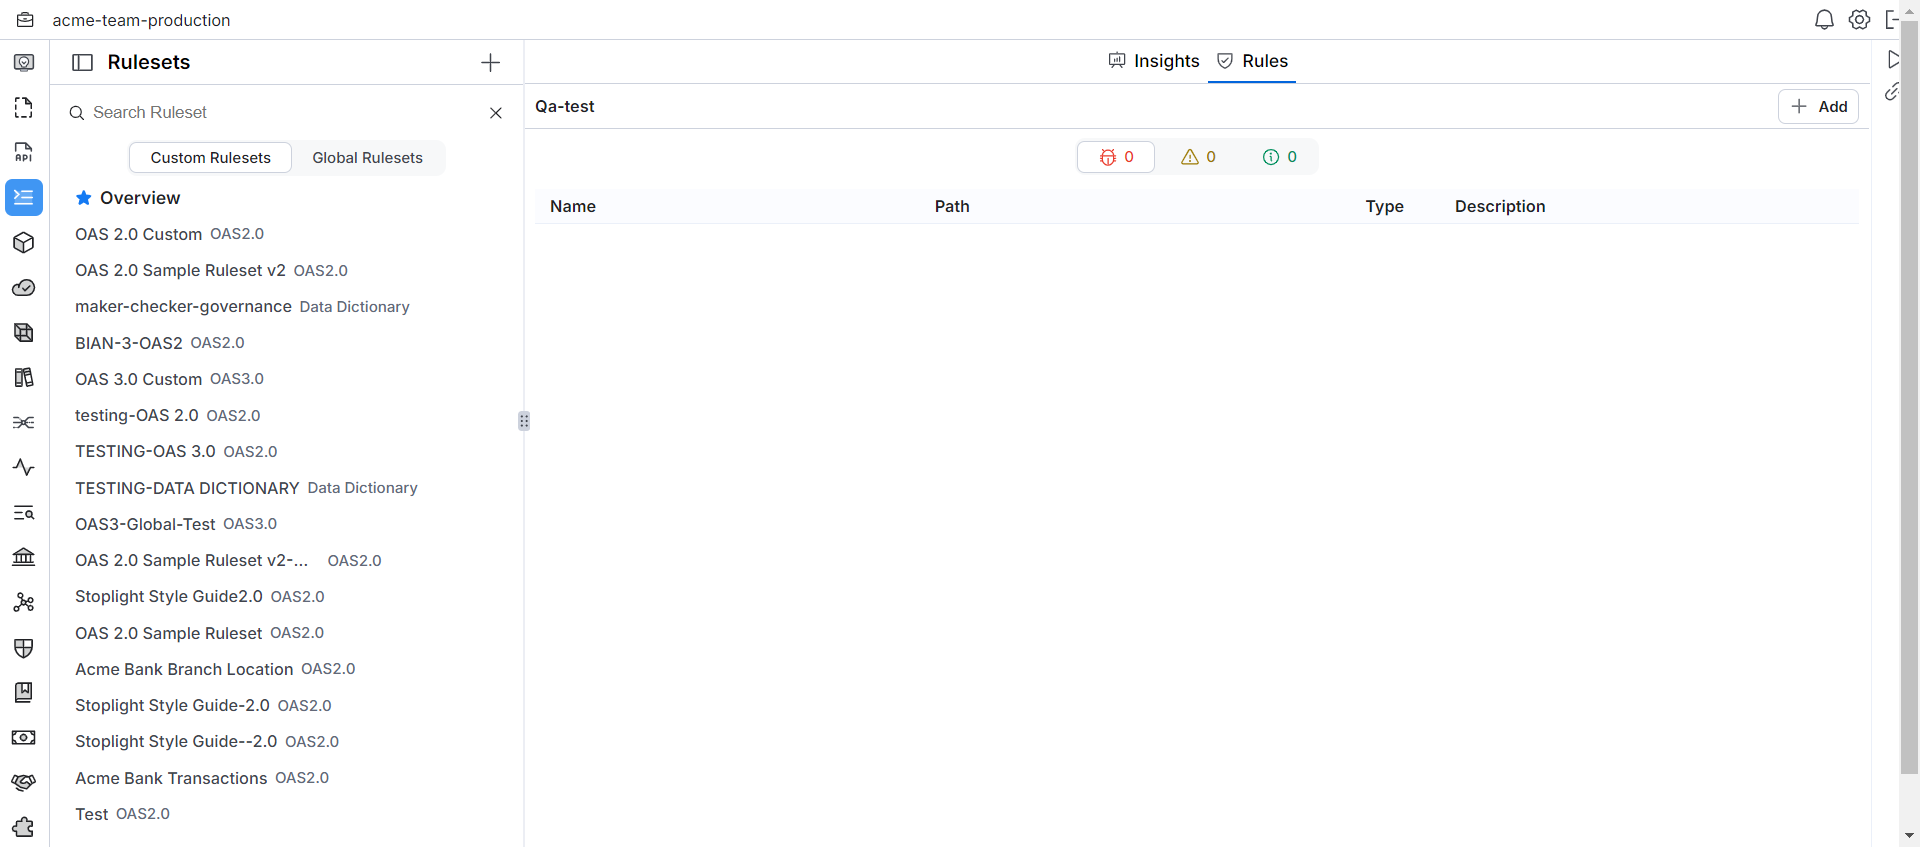 acme-team-production
Rulesets
Search Ruleset
Custom Rulesets Global Rulesets
Overview
OAS 2.0 Custom OAS2.0
OAS 2.0 Sample Ruleset v2 OAS2.0
maker-checker-governance Data Dictionary
BIAN-3-OAS2 OAS2.0
OAS 3.0 Custom OAS3.0
testing-OAS 2.0 OAS2.0
TESTING-OAS 3.0 OAS2.0
TESTING-DATA DICTIONARY Data Dictionary
OAS3-Global-Test OAS3.0
OAS 2.0 Sample Ruleset v2-... OAS2.0
Stoplight Style Guide2.0 OAS2.0
OAS 2.0 Sample Ruleset OAS2.0
Acme Bank Branch Location OAS2.0
Stoplight Style Guide-2.0 OAS2.0
Stoplight Style Guide--2.0 OAS2.0
Acme Bank Transactions OAS2.0
Test OAS2.0
Insights Rules
Qa-test Add
0 0 0
Name Path Type Description
API